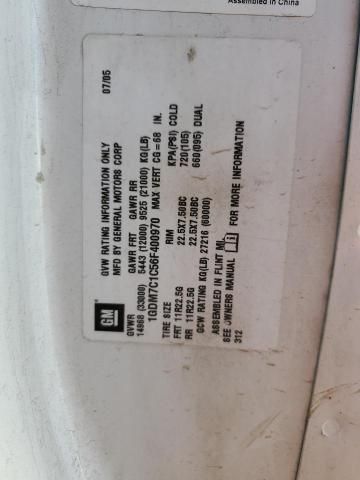 Assembled in China
GVW RATING INFORMATION ONLY 07/05
MFD BY GENERAL MOTORS CORP
GM
GVWR GAWR FRT GAWR RR
14968 (33000) 5443 (12000) 9525 (21000) KG(LB)
1GDM7C1C56F400970 MAX VERT CG=68 IN.
TIRE SIZE RIM KPA(PSI) COLD
FRT 11R22.5G 22.5X7.50BC 720(105)
RR 11R22.5G 22.5X7.50BC 660(095) DUAL
GCW RATING KG(LB) 27216 (60000)
ASSEMBLED IN FLINT MI.
SEE OWNERS MANUAL FOR MORE INFORMATION
312